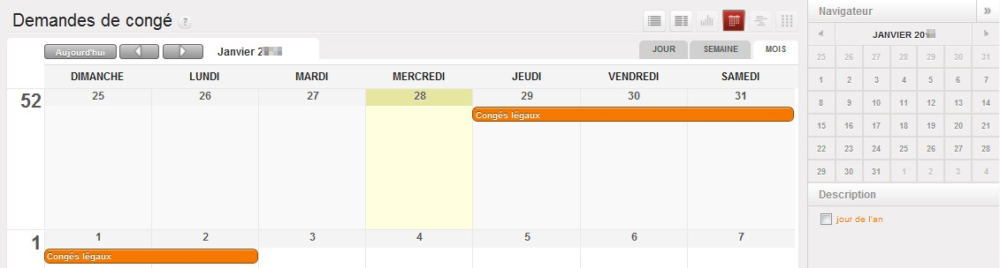 Demandes de congé ?
Aujourd'hui Janvier 2
JOUR SEMAINE MOIS
DIMANCHE LUNDI MARDI MERCREDI JEUDI VENDREDI SAMEDI
52 25 26 27 28 29 30 31
Congés légaux
1 1 2 3 4 5 6 7
Congés légaux
Navigateur »
JANVIER 20
25 26 27 28 29 30 31
1 2 3 4 5 6 7
8 9 10 11 12 13 14
15 16 17 18 19 20 21
22 23 24 25 26 27 28
29 30 31 1 2 3 4
Description
jour de l'an